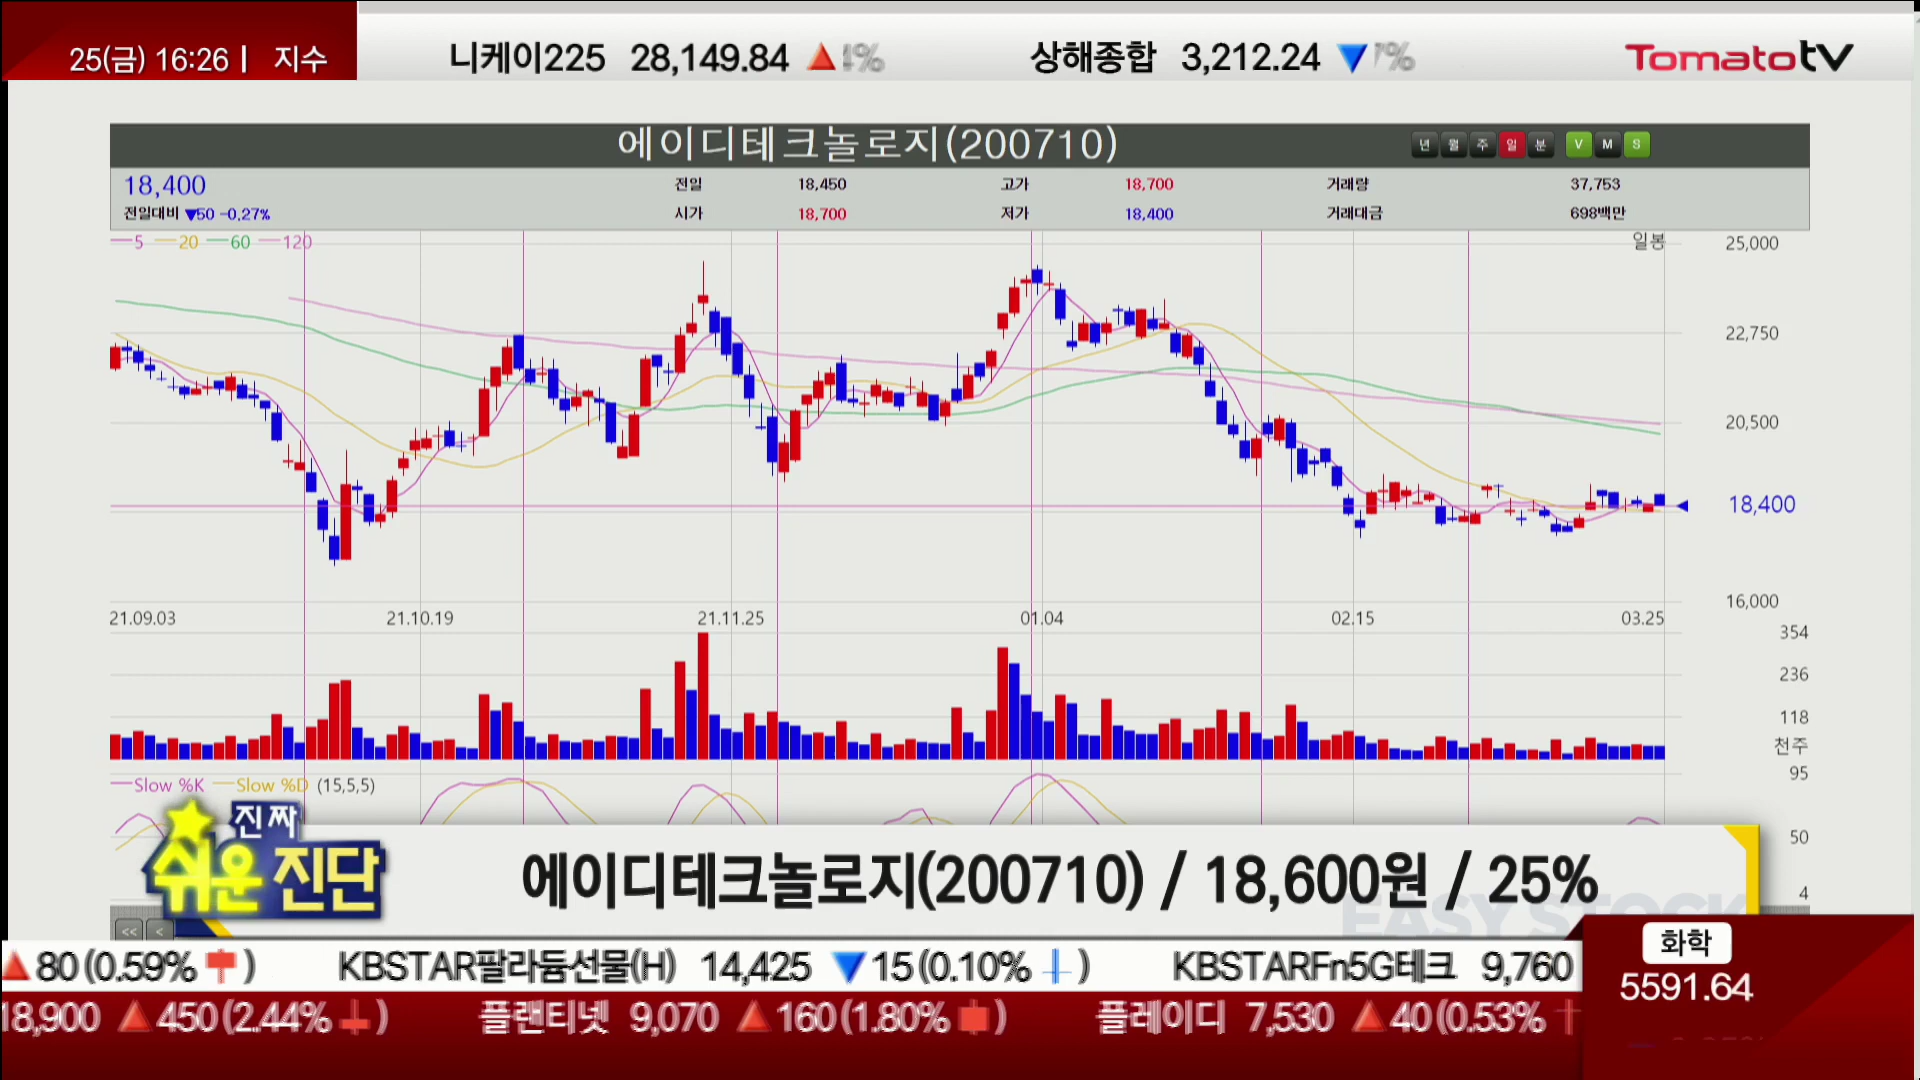 25(금) 16:26 | 지수
니케이225 28,149.84 ▲
상해종합 3,212.24 ▼
Tomato tv
에이디테크놀로지(200710)
년 월 주 일 분 V M S
18,400 전일 18,450 고가 18,700 거래량 37,753
전일대비 ▼50 -0.27% 시가 18,700 저가 18,400 거래대금 698백만
5 20 60 120
일봉
25,000
22,750
20,500
18,400
16,000
21.09.03 21.10.19 21.11.25 01.04 02.15 03.25
354
236
118
천주
Slow %K Slow %D (15,5,5)
95
50
4
진짜
쉬운 진단
에이디테크놀로지(200710) / 18,600원 / 25%
EASY STOCK
<< <
▲80(0.59% ) KBSTAR팔라듐선물(H) 14,425 ▼15(0.10% ) KBSTARFn5G테크 9,760
18,900 ▲450(2.44% ) 플랜티넷 9,070 ▲160(1.80% ) 플레이디 7,530 ▲40(0.53%
화학
5591.64